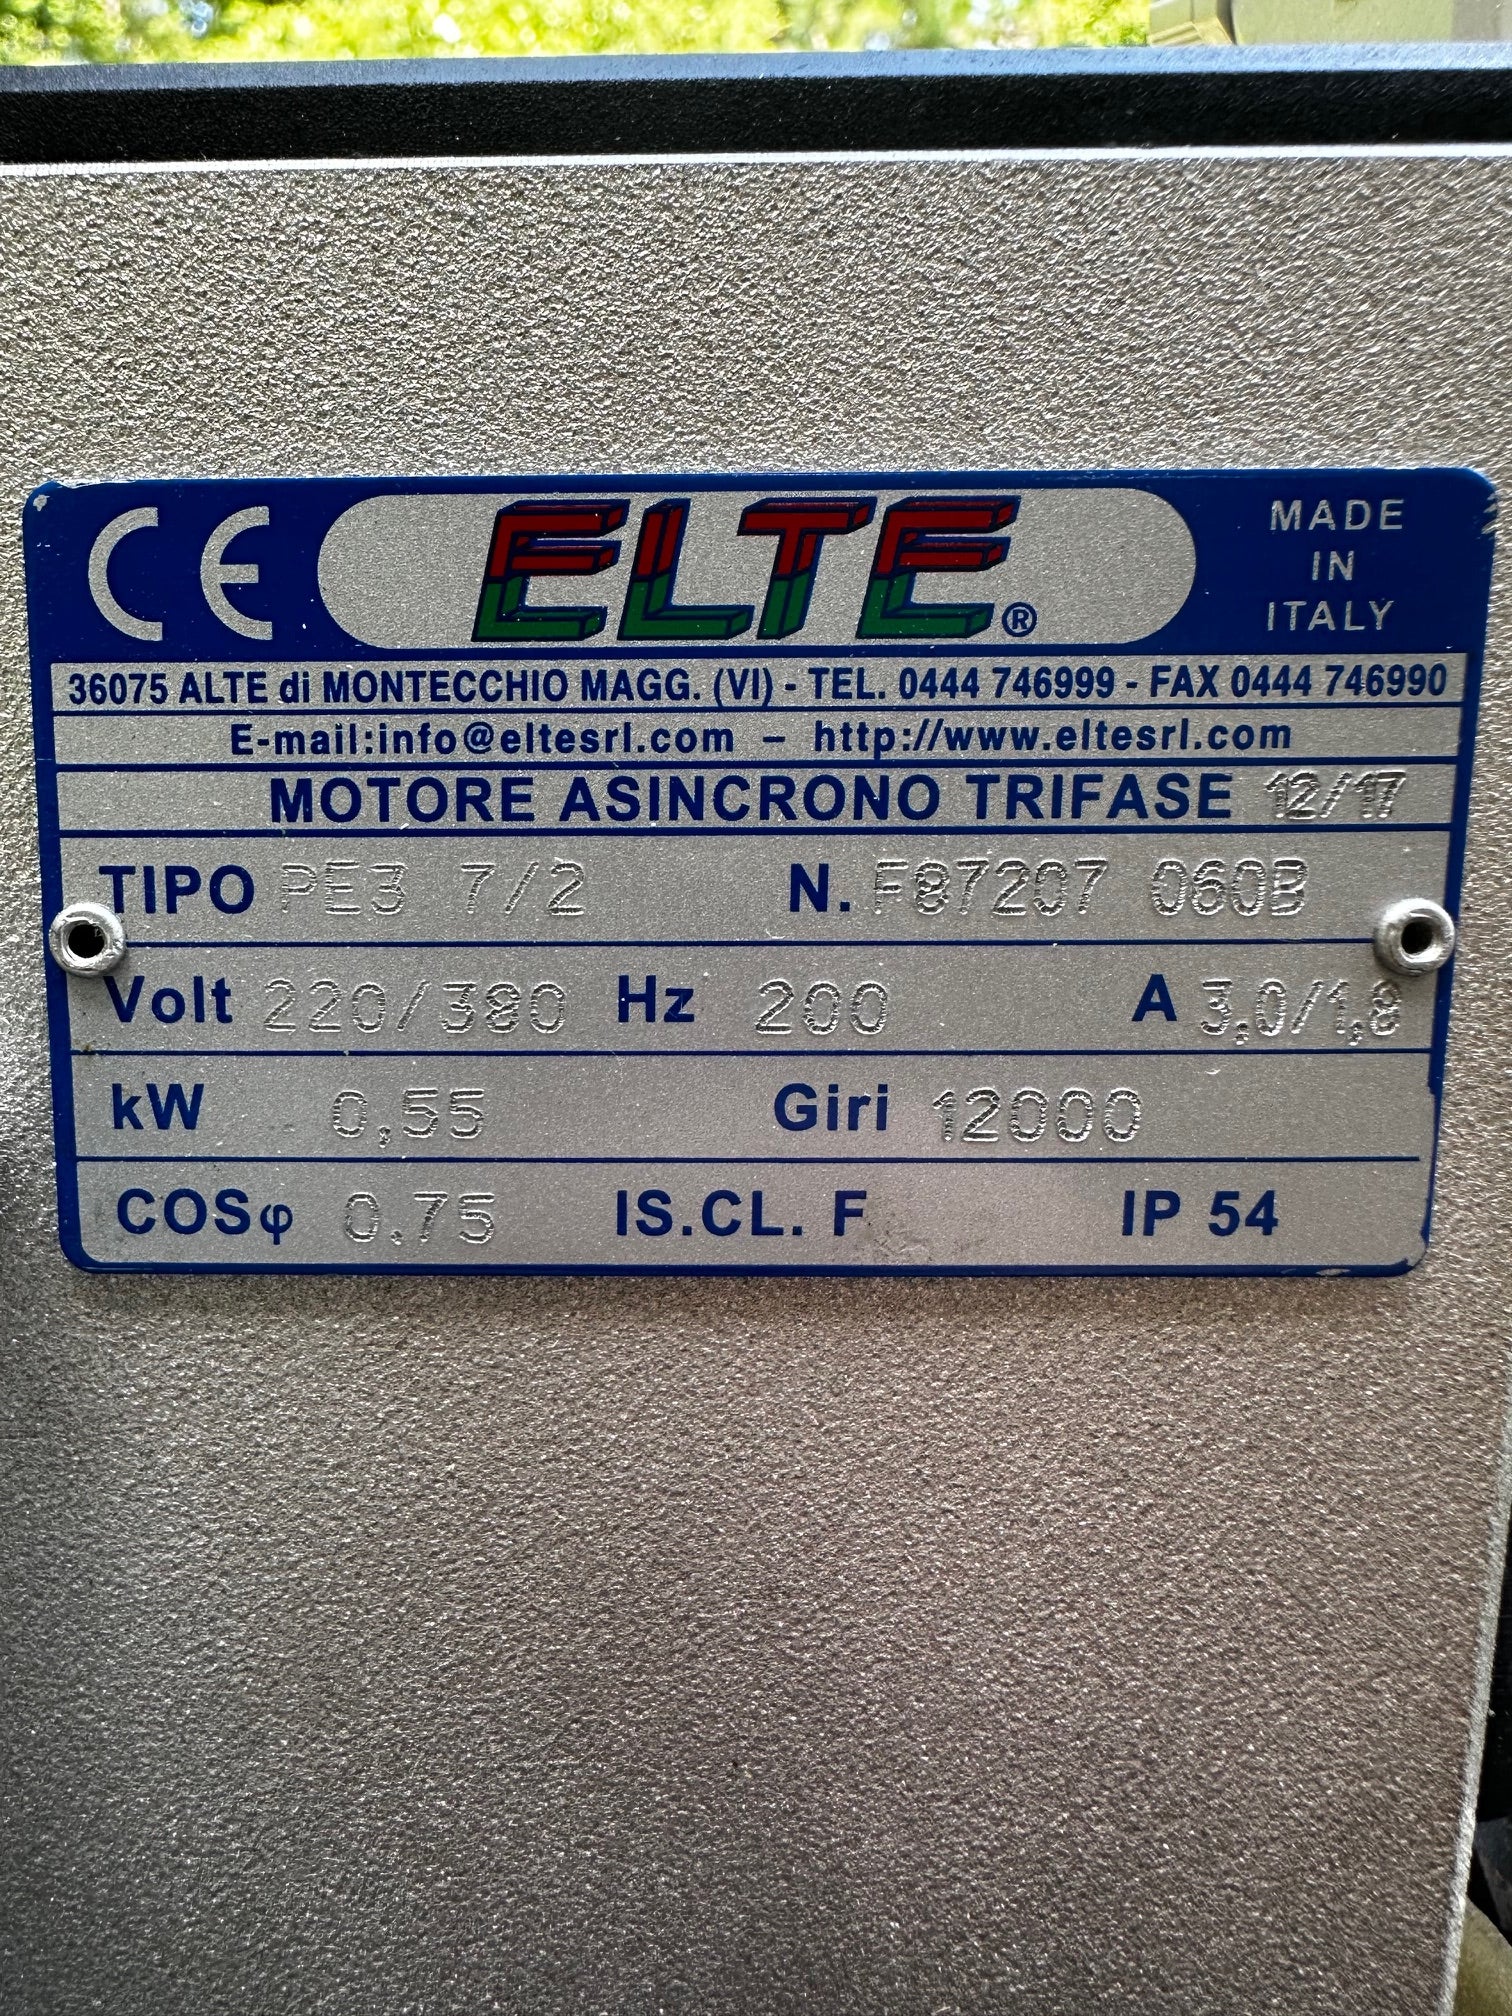 CE ELTE® MADE
IN
ITALY
36075 ALTE di MONTECCHIO MAGG. (VI) - TEL. 0444 746999 - FAX 0444 746990
E-mail:info@eltesrl.com – http://www.eltesrl.com
MOTORE ASINCRONO TRIFASE 12/17
TIPO PE3 7/2 N. F87207 060B
Volt 220/380 Hz 200 A 3,0/1,8
kW 0,55 Giri 12000
COSφ 0.75 IS.CL. F IP 54